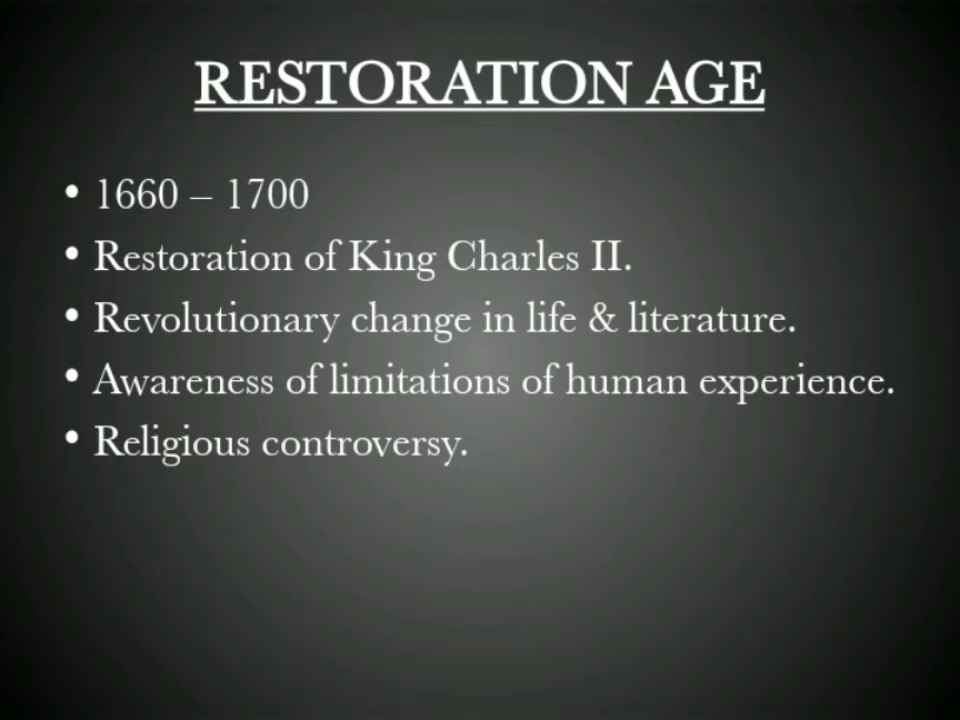 RESTORATION AGE
• 1660 – 1700
• Restoration of King Charles II.
• Revolutionary change in life & literature.
• Awareness of limitations of human experience.
• Religious controversy.